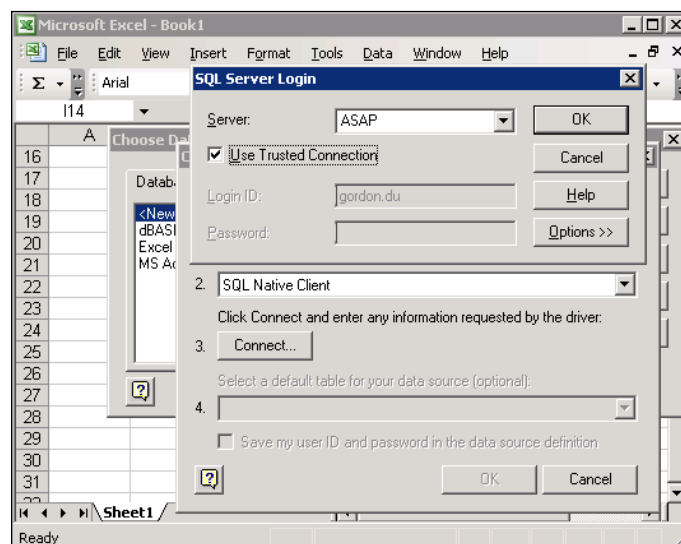 Microsoft Excel - Book1
File Edit View Insert Format Tools Data Window Help
Σ Arial
I14
SQL Server Login
Server: ASAP OK
Use Trusted Connection Cancel
Login ID: gordon.du Help
Password: Options >>
A
Choose Da
16
17
18
19
20
21
22
23
24
25
26
27
28
29
30
31
Datab
<New
dBASI
Excel
MS Ac
2. SQL Native Client
Click Connect and enter any information requested by the driver:
3. Connect...
Select a default table for your data source (optional):
4.
Save my user ID and password in the data source definition
OK Cancel
Sheet1
Ready